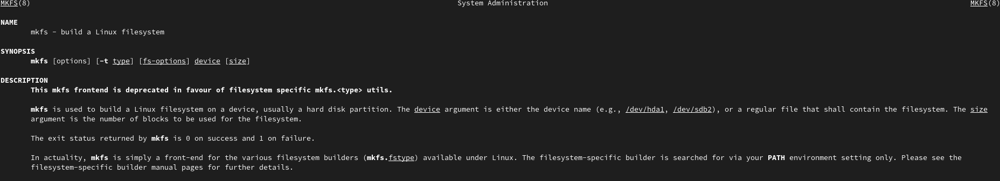 MKFS(8) System Administration MKFS(8)
NAME
mkfs - build a Linux filesystem
SYNOPSIS
mkfs [options] [-t type] [fs-options] device [size]
DESCRIPTION
This mkfs frontend is deprecated in favour of filesystem specific mkfs.<type> utils.
mkfs is used to build a Linux filesystem on a device, usually a hard disk partition. The device argument is either the device name (e.g., /dev/hda1, /dev/sdb2), or a regular file that shall contain the filesystem. The size
argument is the number of blocks to be used for the filesystem.
The exit status returned by mkfs is 0 on success and 1 on failure.
In actuality, mkfs is simply a front-end for the various filesystem builders (mkfs.fstype) available under Linux. The filesystem-specific builder is searched for via your PATH environment setting only. Please see the
filesystem-specific builder manual pages for further details.